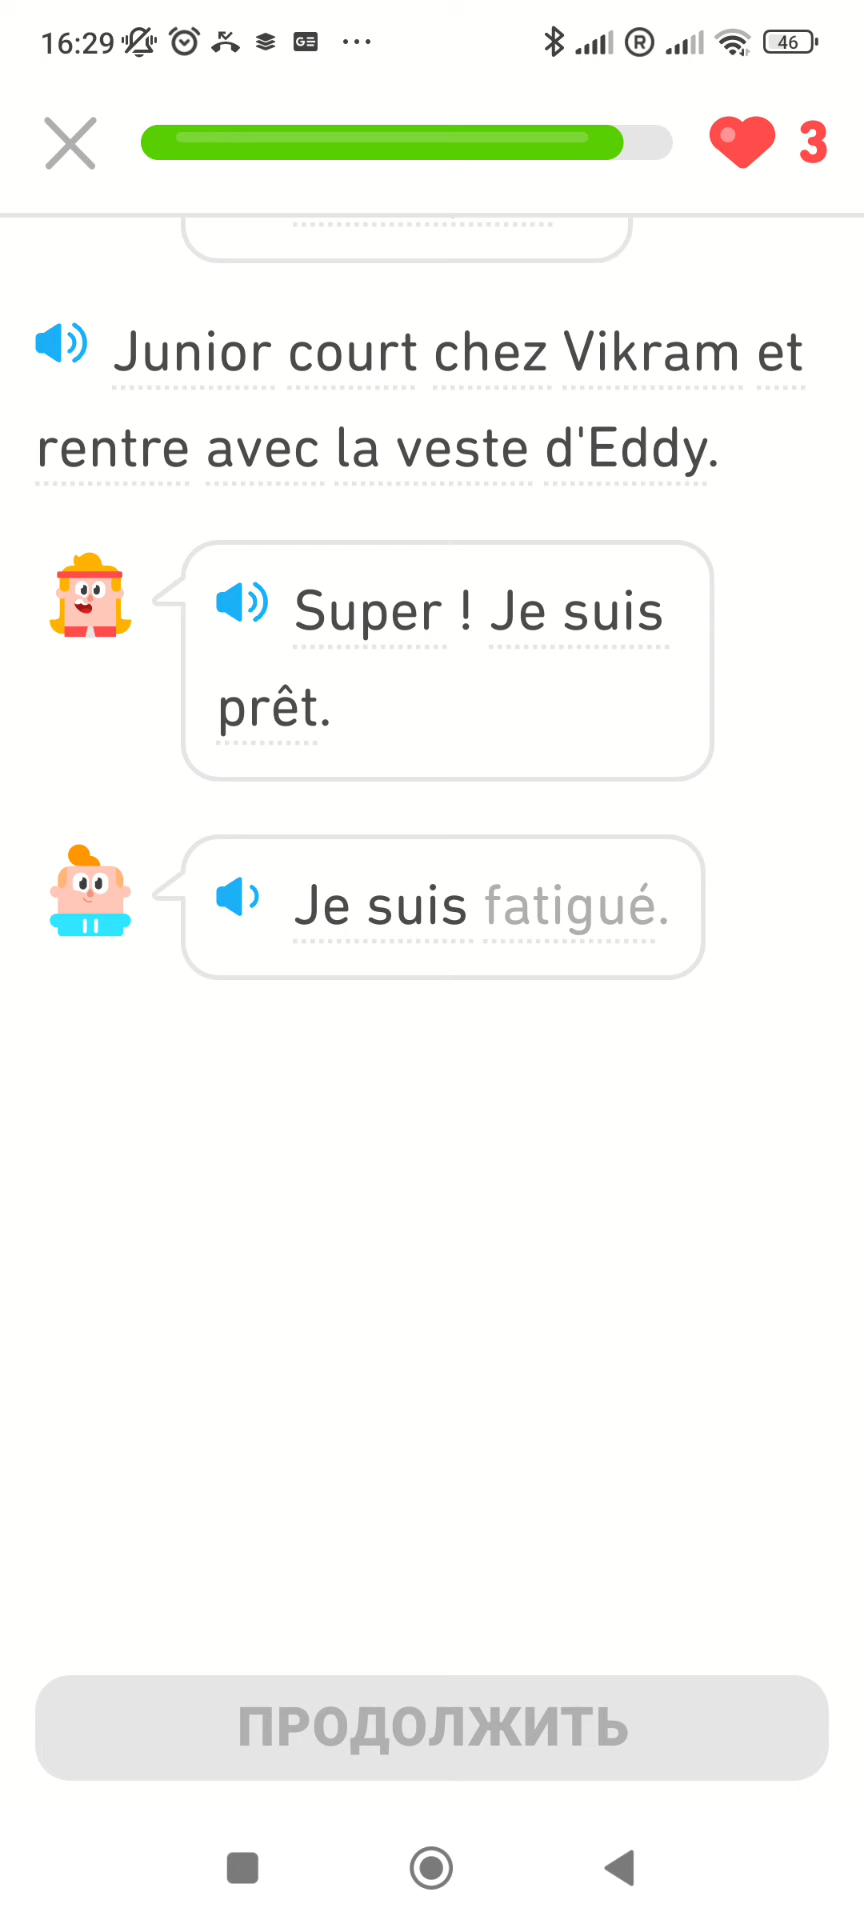 16:29 GE ... R 46
3
Junior court chez Vikram et
rentre avec la veste d'Eddy.
Super ! Je suis
prêt.
Je suis fatigué.
ПРОДОЛЖИТЬ